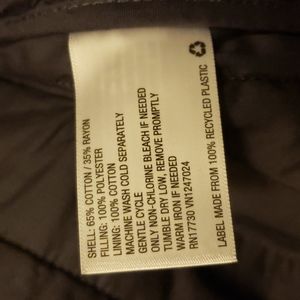 SHELL: 65% COTTON / 35% RAYON
FILLING: 100% POLYESTER
LINING: 100% COTTON
MACHINE WASH COLD SEPARATELY
GENTLE CYCLE
ONLY NON-CHLORINE BLEACH IF NEEDED
TUMBLE DRY LOW, REMOVE PROMPTLY
WARM IRON IF NEEDED
RN17730 VN1247024
LABEL MADE FROM 100% RECYCLED PLASTIC